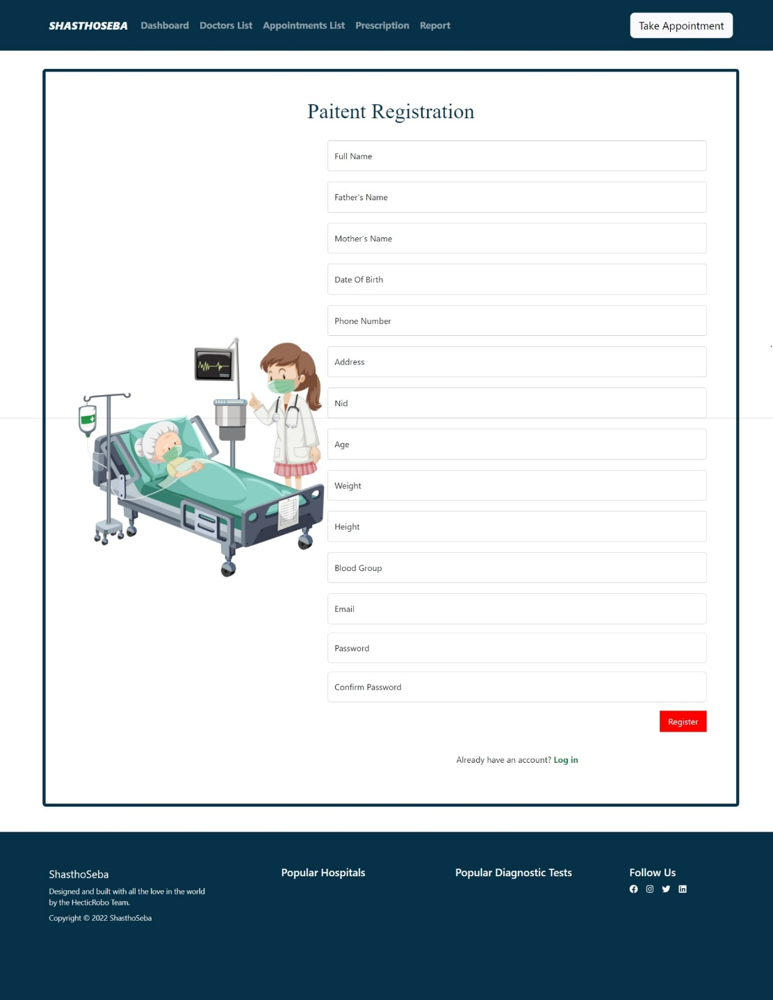 SHASTHOSEBA Dashboard Doctors List Appointments List Prescription Report Take Appointment
Paitent Registration
Full Name
Father's Name
Mother's Name
Date Of Birth
Phone Number
Address
Nid
Age
Weight
Height
Blood Group
Email
Password
Confirm Password
Register
Already have an account? Log in
ShasthoSeba
Designed and built with all the love in the world
by the HecticRobo Team.
Copyright © 2022 ShasthoSeba
Popular Hospitals
Popular Diagnostic Tests
Follow Us